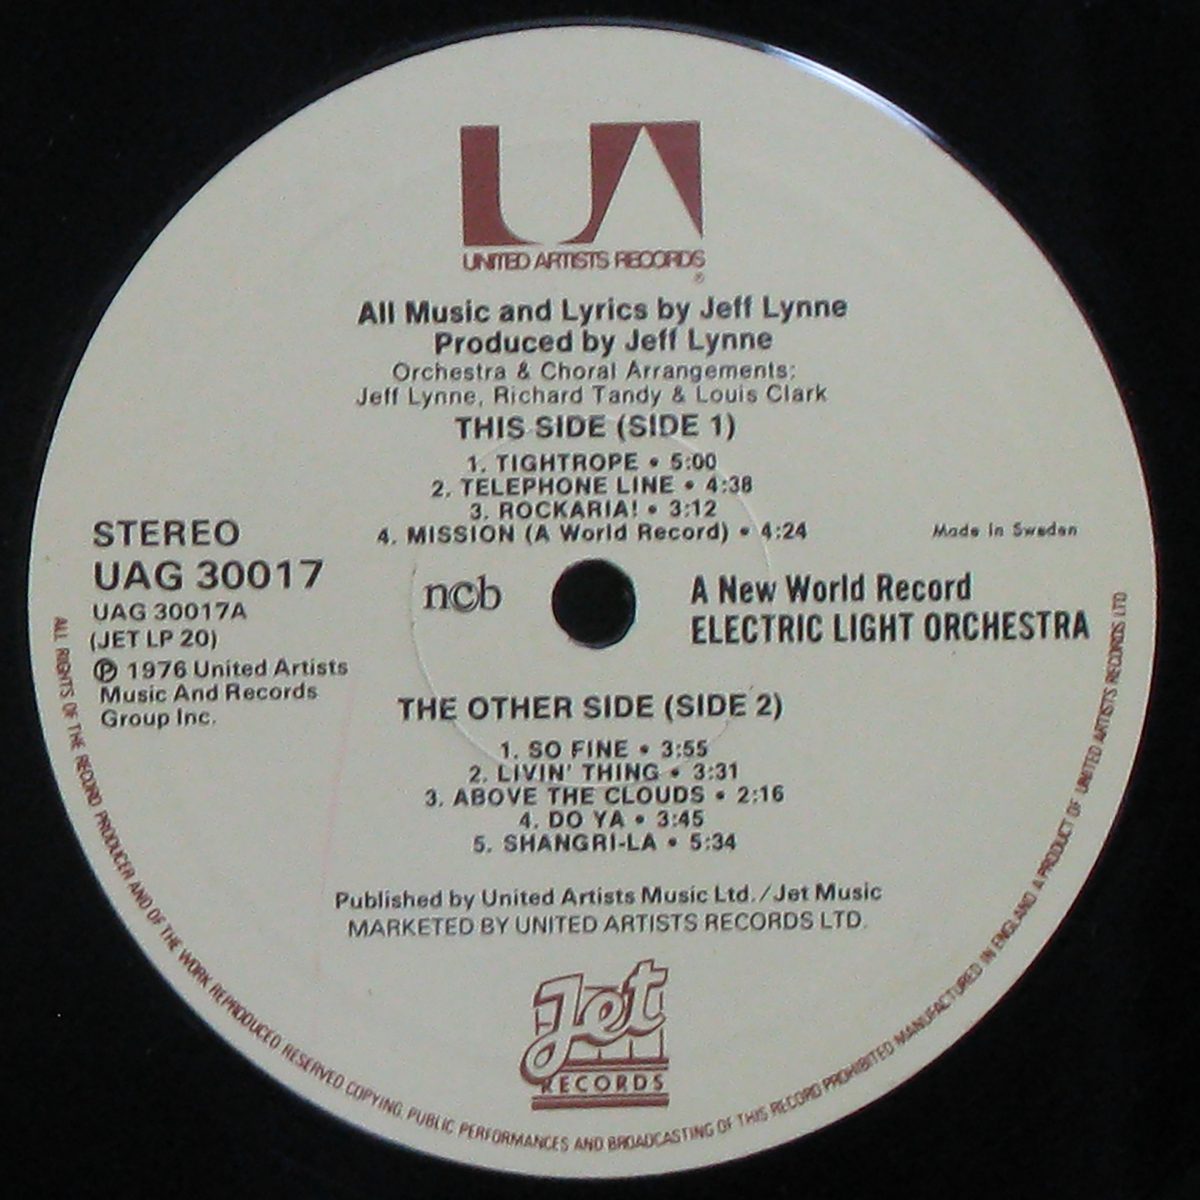 UA
UNITED ARTISTS RECORDS
®
All Music and Lyrics by Jeff Lynne
Produced by Jeff Lynne
Orchestra & Choral Arrangements:
Jeff Lynne, Richard Tandy & Louis Clark
THIS SIDE (SIDE 1)
1. TIGHTROPE • 5:00
2. TELEPHONE LINE • 4:38
3. ROCKARIA! • 3:12
4. MISSION (A World Record) • 4:24
STEREO
UAG 30017
UAG 30017A
(JET LP 20)
℗ 1976 United Artists
Music And Records
Group Inc.
ncb
Made in Sweden
A New World Record
ELECTRIC LIGHT ORCHESTRA
THE OTHER SIDE (SIDE 2)
1. SO FINE • 3:55
2. LIVIN' THING • 3:31
3. ABOVE THE CLOUDS • 2:16
4. DO YA • 3:45
5. SHANGRI-LA • 5:34
Published by United Artists Music Ltd./Jet Music
MARKETED BY UNITED ARTISTS RECORDS LTD.
Jet
RECORDS
ALL RIGHTS OF THE RECORD PRODUCER AND OF THE WORK REPRODUCED RESERVED COPYING, PUBLIC PERFORMANCES AND BROADCASTING OF THIS RECORD PROHIBITED MANUFACTURED IN ENGLAND A PRODUCT OF UNITED ARTISTS RECORDS LTD